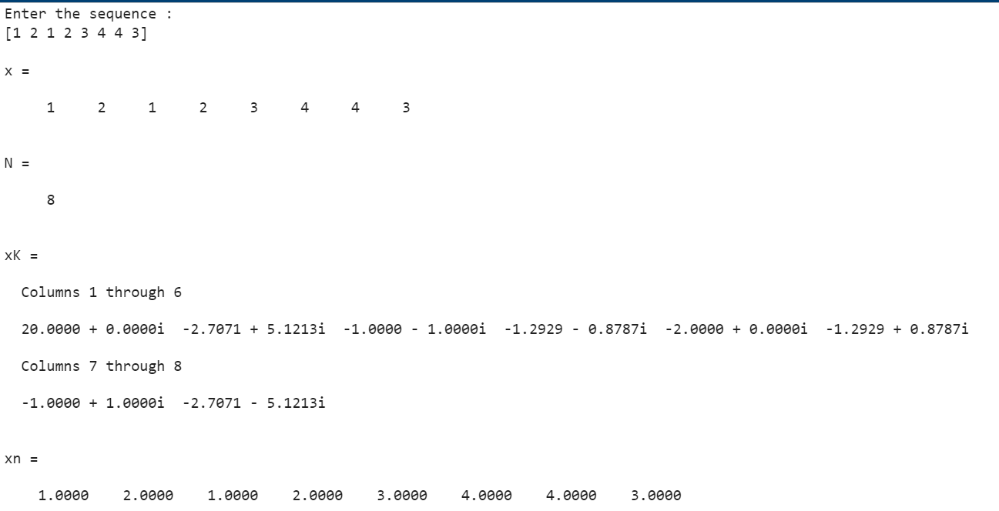 Enter the sequence :
[1 2 1 2 3 4 4 3]
x =
1 2 1 2 3 4 4 3
N =
8
xK =
Columns 1 through 6
20.0000 + 0.0000i -2.7071 + 5.1213i -1.0000 - 1.0000i -1.2929 - 0.8787i -2.0000 + 0.0000i -1.2929 + 0.8787i
Columns 7 through 8
-1.0000 + 1.0000i -2.7071 - 5.1213i
xn =
1.0000 2.0000 1.0000 2.0000 3.0000 4.0000 4.0000 3.0000